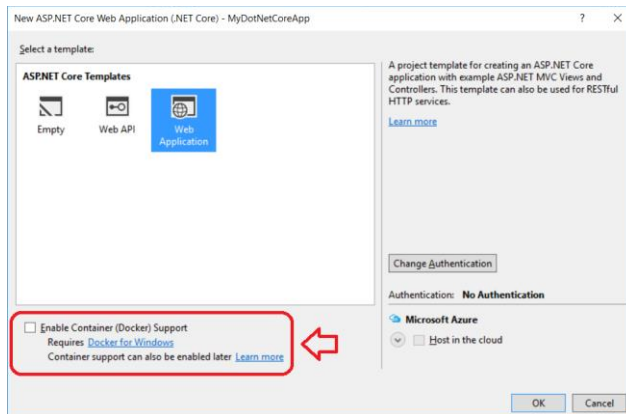 New ASP.NET Core Web Application (.NET Core) - MyDotNetCoreApp
Select a template:
ASP.NET Core Templates
Empty
Web API
Web
Application
A project template for creating an ASP.NET Core
application with example ASP.NET MVC Views and
Controllers. This template can also be used for RESTful
HTTP services.
Learn more
Change Authentication
Authentication: No Authentication
Microsoft Azure
Host in the cloud
Enable Container (Docker) Support
Requires Docker for Windows
Container support can also be enabled later Learn more
OK
Cancel